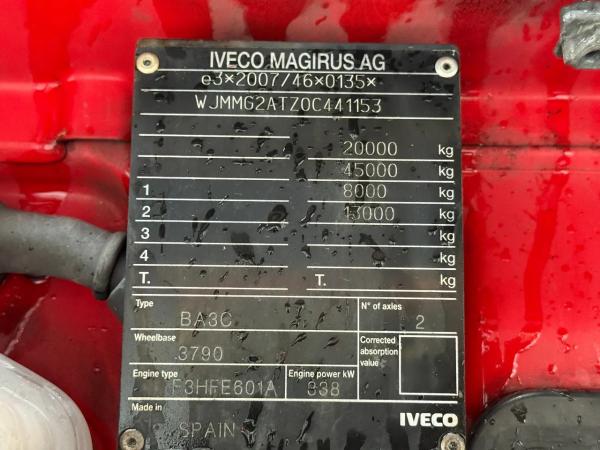 IVECO MAGIRUS AG
e3×2007/46×0135×
WJMMG2ATZ0C441153
20000 kg
45000 kg
1 8000 kg
2 13000 kg
3 kg
4 kg
T. T. kg
Type N° of axles
BA3C 2
Wheelbase Corrected absorption value
3790
Engine type Engine power kW
F3HFE601A 338
Made in IVECO
SPAIN